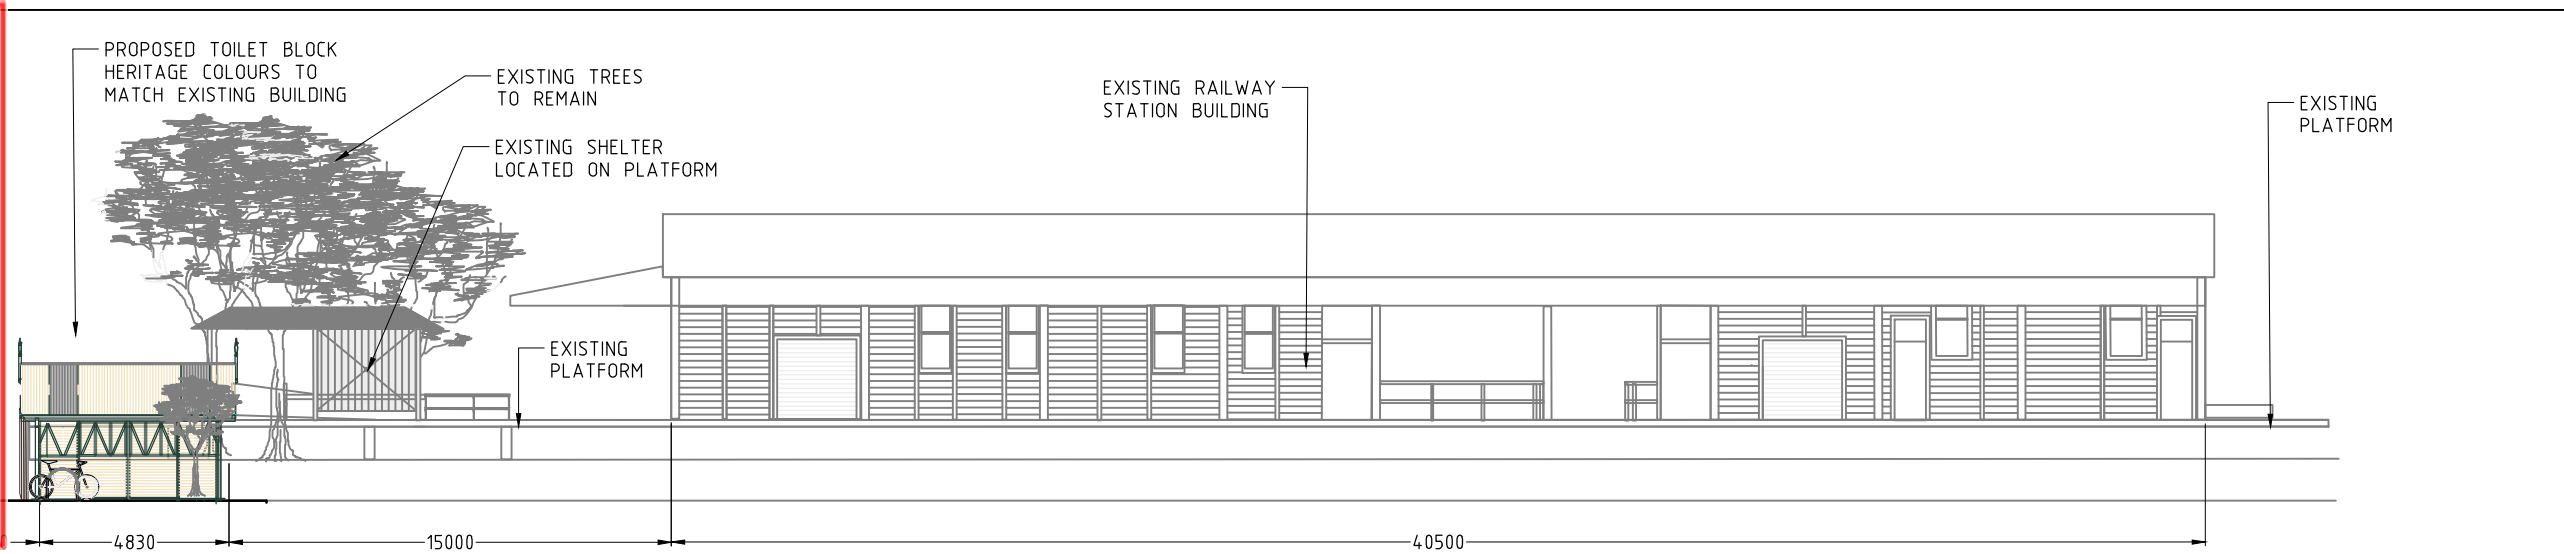 PROPOSED TOILET BLOCK
HERITAGE COLOURS TO
MATCH EXISTING BUILDING
EXISTING TREES
TO REMAIN
EXISTING SHELTER
LOCATED ON PLATFORM
EXISTING RAILWAY
STATION BUILDING
EXISTING
PLATFORM
EXISTING
PLATFORM
4830
15000
40500